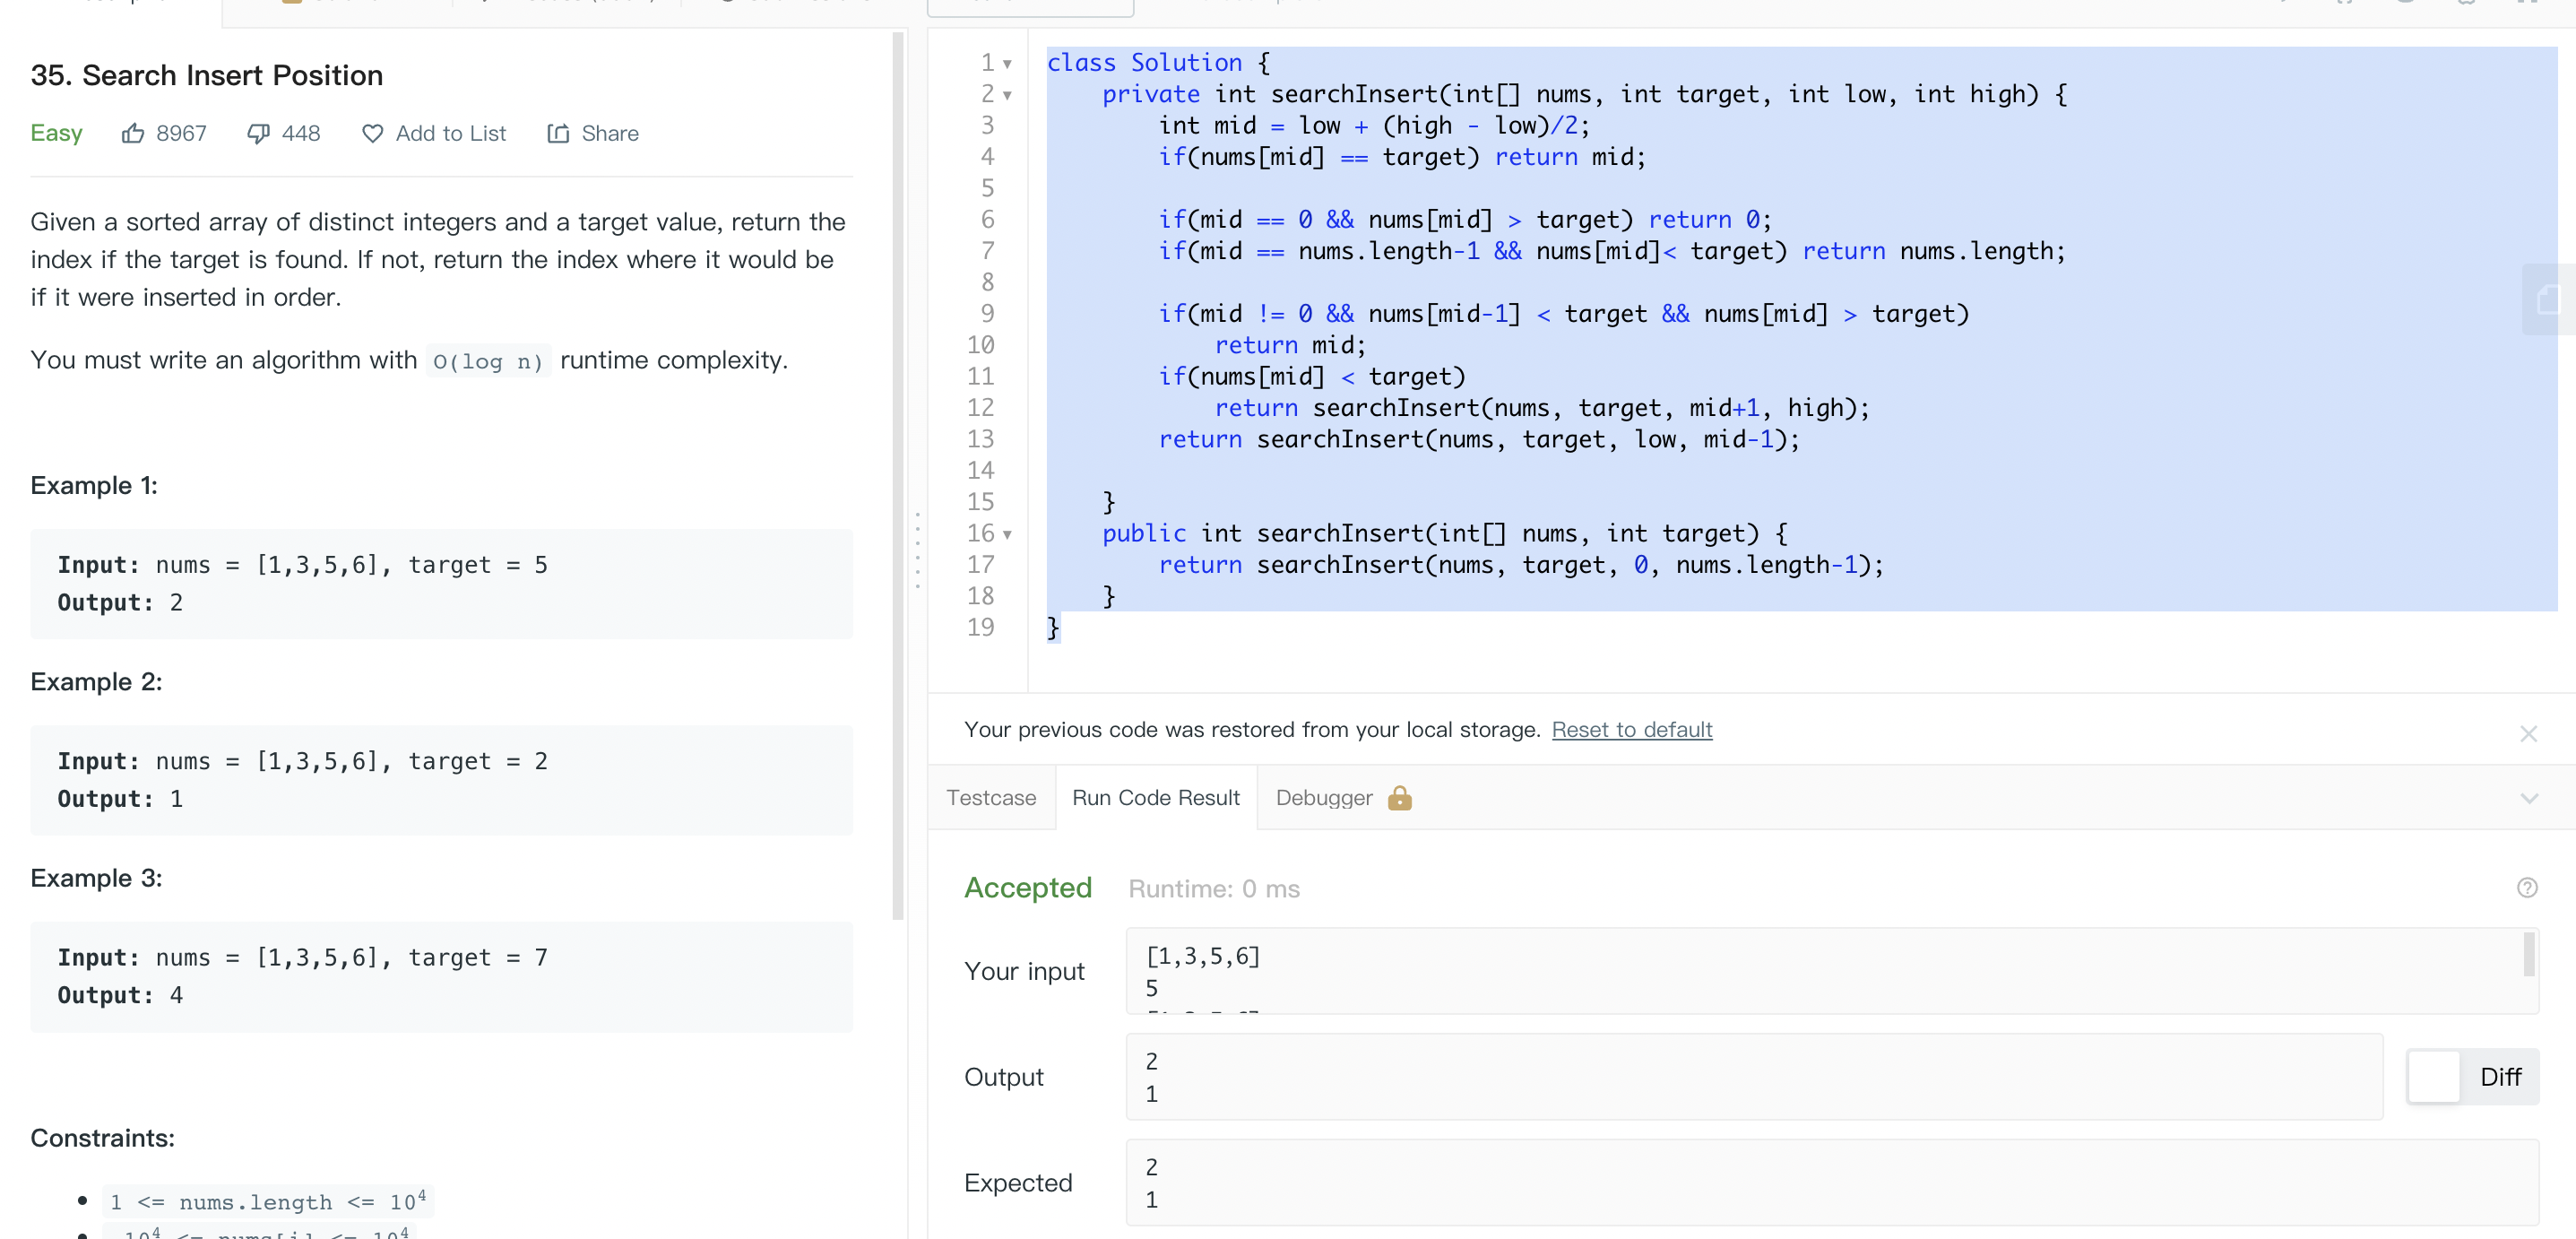 35. Search Insert Position
Easy 8967 448 Add to List Share
Given a sorted array of distinct integers and a target value, return the
index if the target is found. If not, return the index where it would be
if it were inserted in order.
You must write an algorithm with O(log n) runtime complexity.
Example 1:
Input: nums = [1,3,5,6], target = 5
Output: 2
Example 2:
Input: nums = [1,3,5,6], target = 2
Output: 1
Example 3:
Input: nums = [1,3,5,6], target = 7
Output: 4
Constraints:
1 <= nums.length <= 10⁴
1 class Solution {
2 private int searchInsert(int[] nums, int target, int low, int high) {
3 int mid = low + (high - low)/2;
4 if(nums[mid] == target) return mid;
5
6 if(mid == 0 && nums[mid] > target) return 0;
7 if(mid == nums.length-1 && nums[mid]< target) return nums.length;
8
9 if(mid != 0 && nums[mid-1] < target && nums[mid] > target)
10 return mid;
11 if(nums[mid] < target)
12 return searchInsert(nums, target, mid+1, high);
13 return searchInsert(nums, target, low, mid-1);
14
15 }
16 public int searchInsert(int[] nums, int target) {
17 return searchInsert(nums, target, 0, nums.length-1);
18 }
19 }
Your previous code was restored from your local storage. Reset to default
Testcase Run Code Result Debugger
Accepted Runtime: 0 ms
Your input
[1,3,5,6]
5
Output
2
1
Diff
Expected
2
1